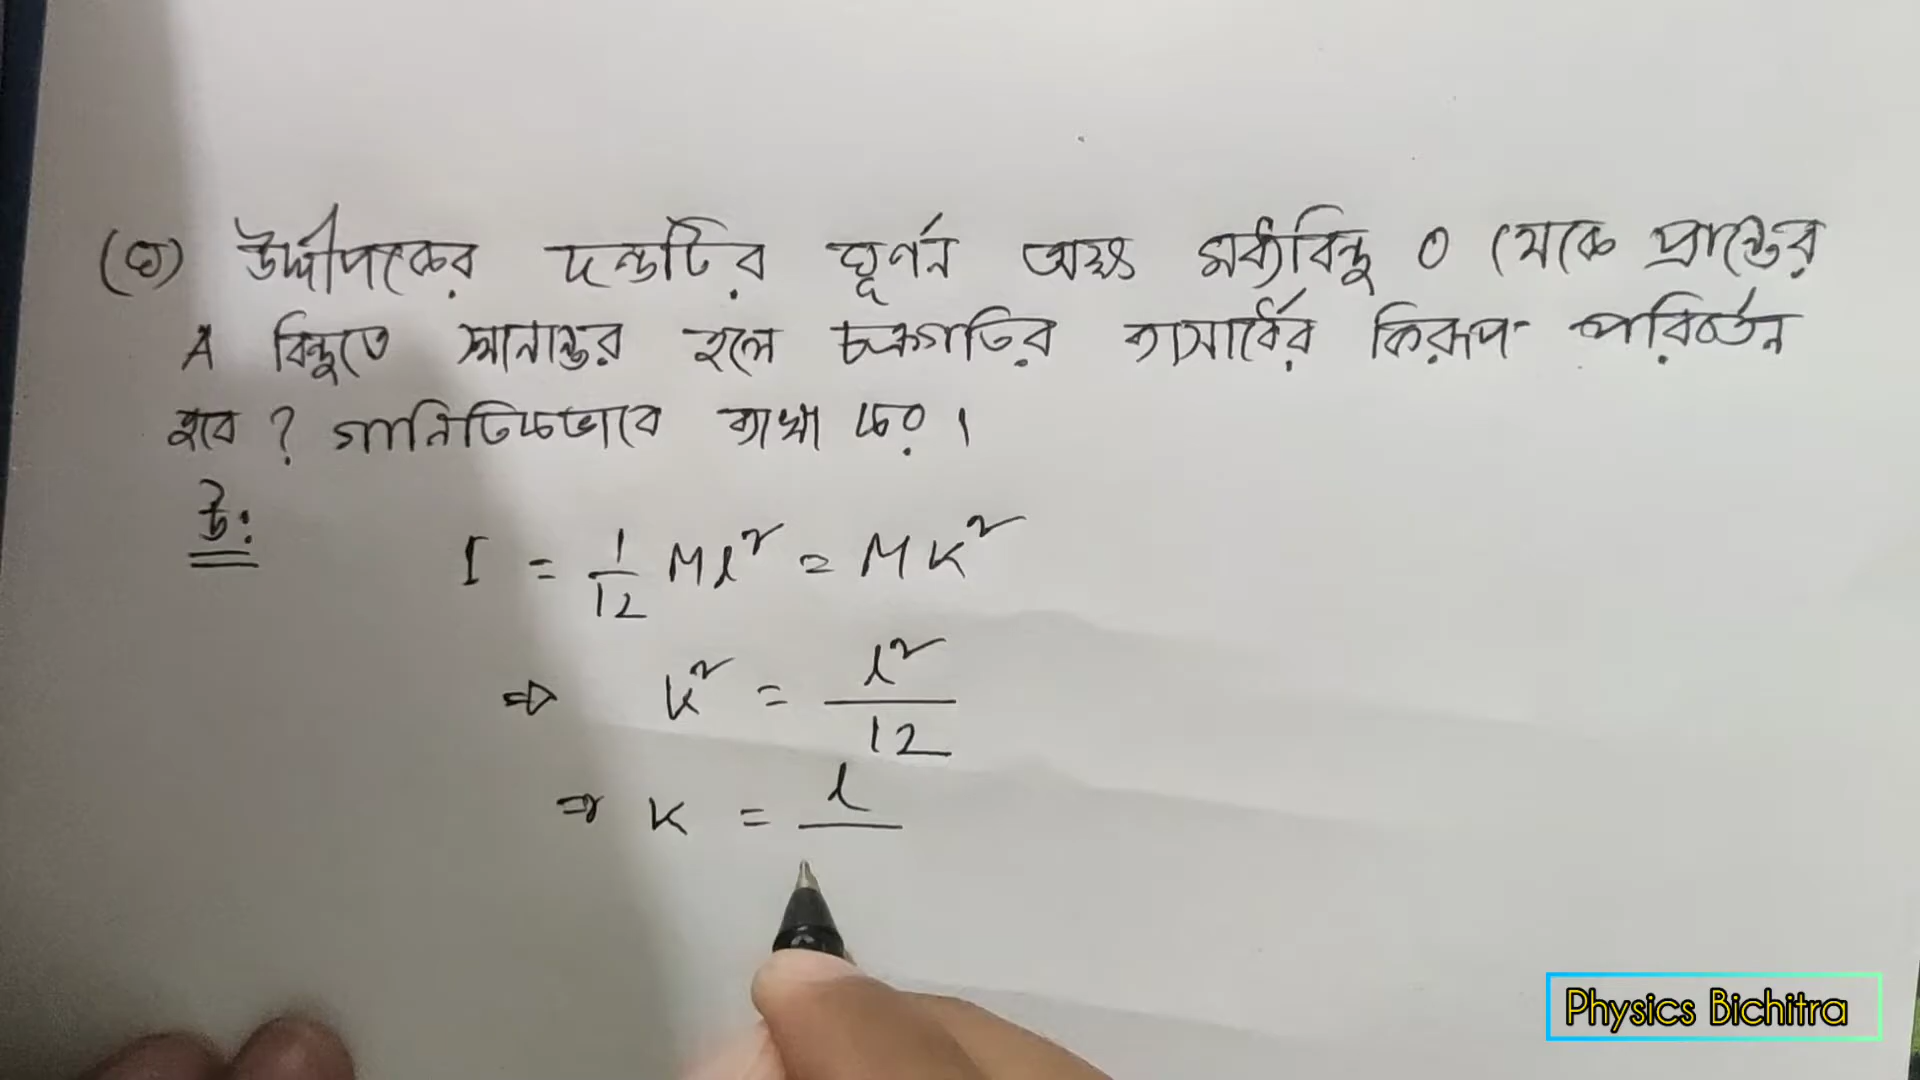 (ঘ) উদ্দীপকের দন্ডটির ঘূর্ণন অক্ষ মধ্যবিন্দু O থেকে প্রান্তের
A বিন্দুতে স্থানান্তর হলে চক্রগতির ব্যাসার্ধের কিরূপ পরিবর্তন
হবে ? গানিতিকভাবে ব্যাখ্যা কর ।
উ:
I = 1/12 Ml² = MK²
⇒ K² = l²/12
⇒ K = l/
Physics Bichitra